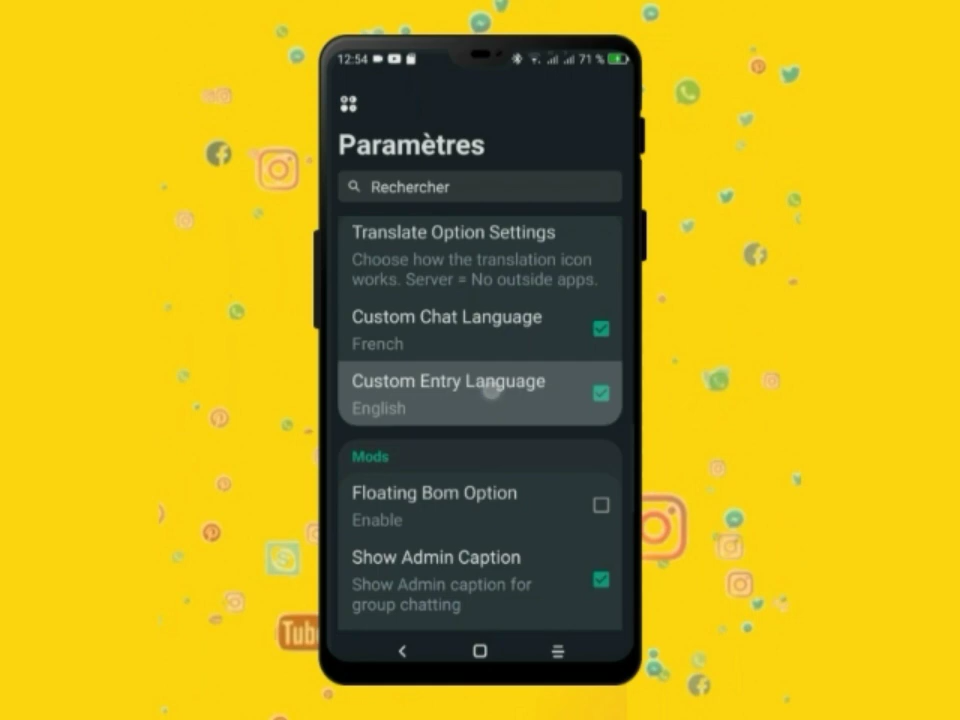 12:54
71 %
Paramètres
Rechercher
Translate Option Settings
Choose how the translation icon
works. Server = No outside apps.
Custom Chat Language
French
Custom Entry Language
English
Mods
Floating Bom Option
Enable
Show Admin Caption
Show Admin caption for
group chatting
Tub